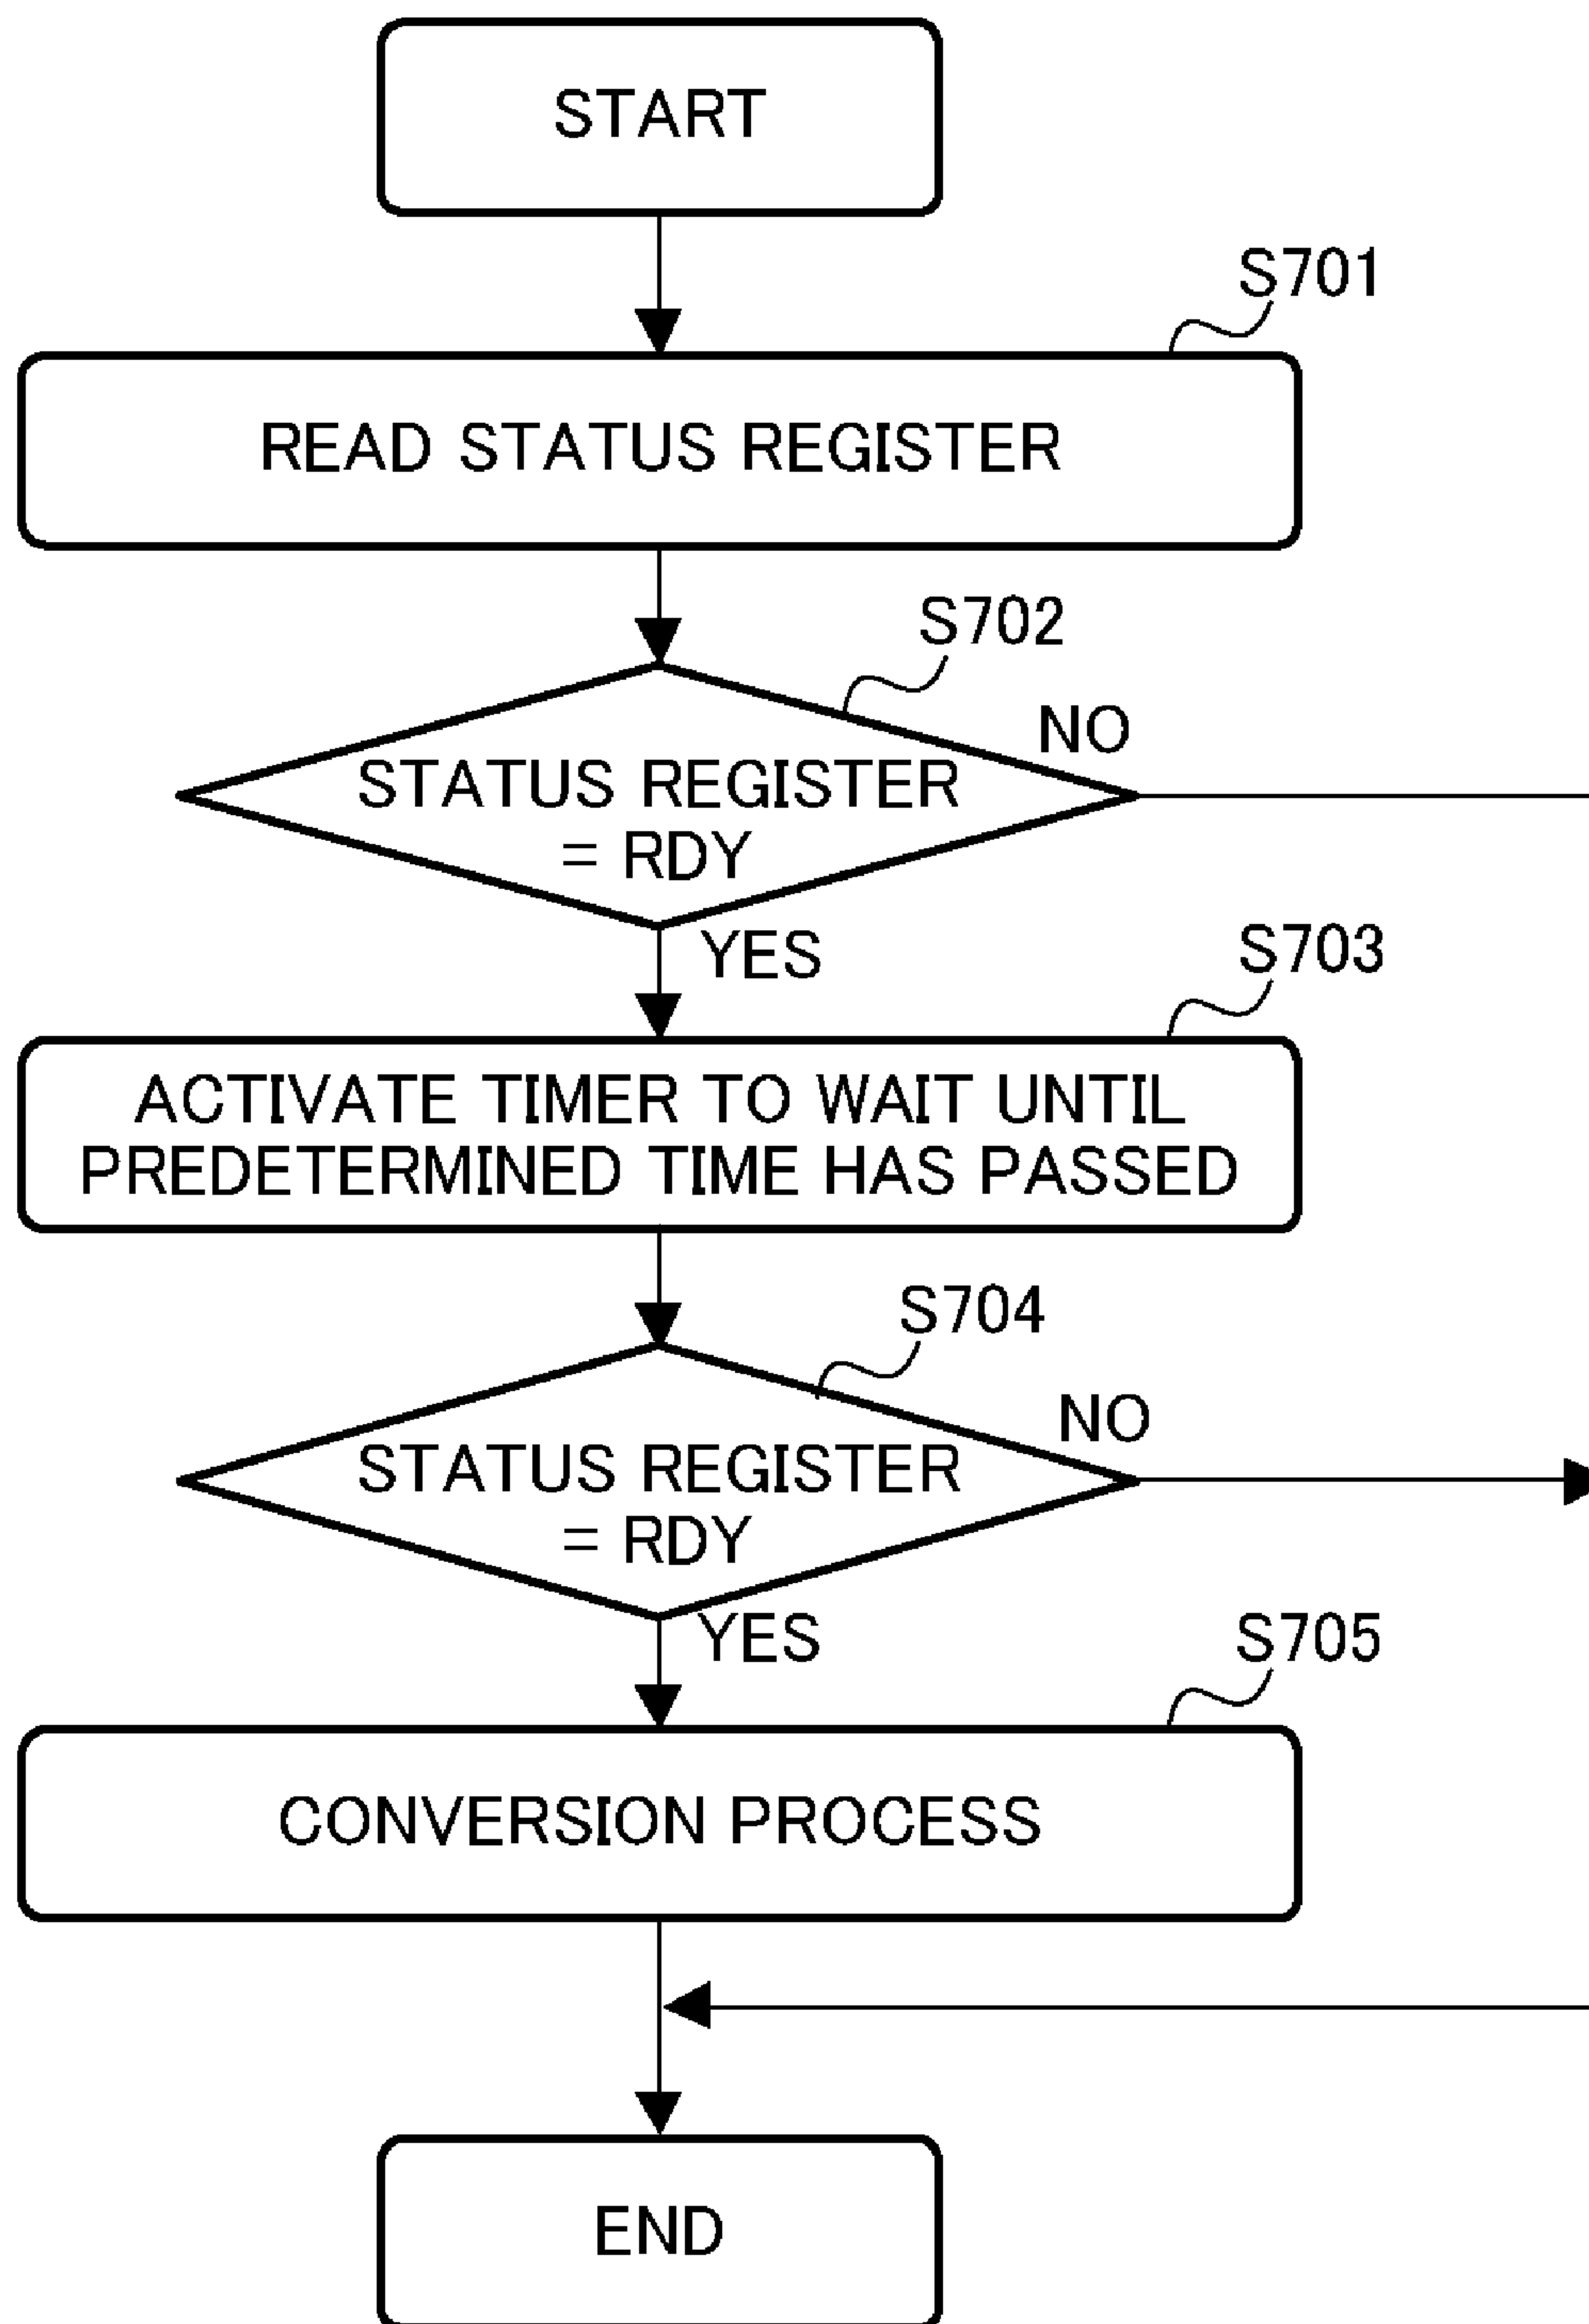 START
S701
READ STATUS REGISTER
S702
NO
STATUS REGISTER
= RDY
YES
S703
ACTIVATE TIMER TO WAIT UNTIL
PREDETERMINED TIME HAS PASSED
S704
NO
STATUS REGISTER
= RDY
YES
S705
CONVERSION PROCESS
END